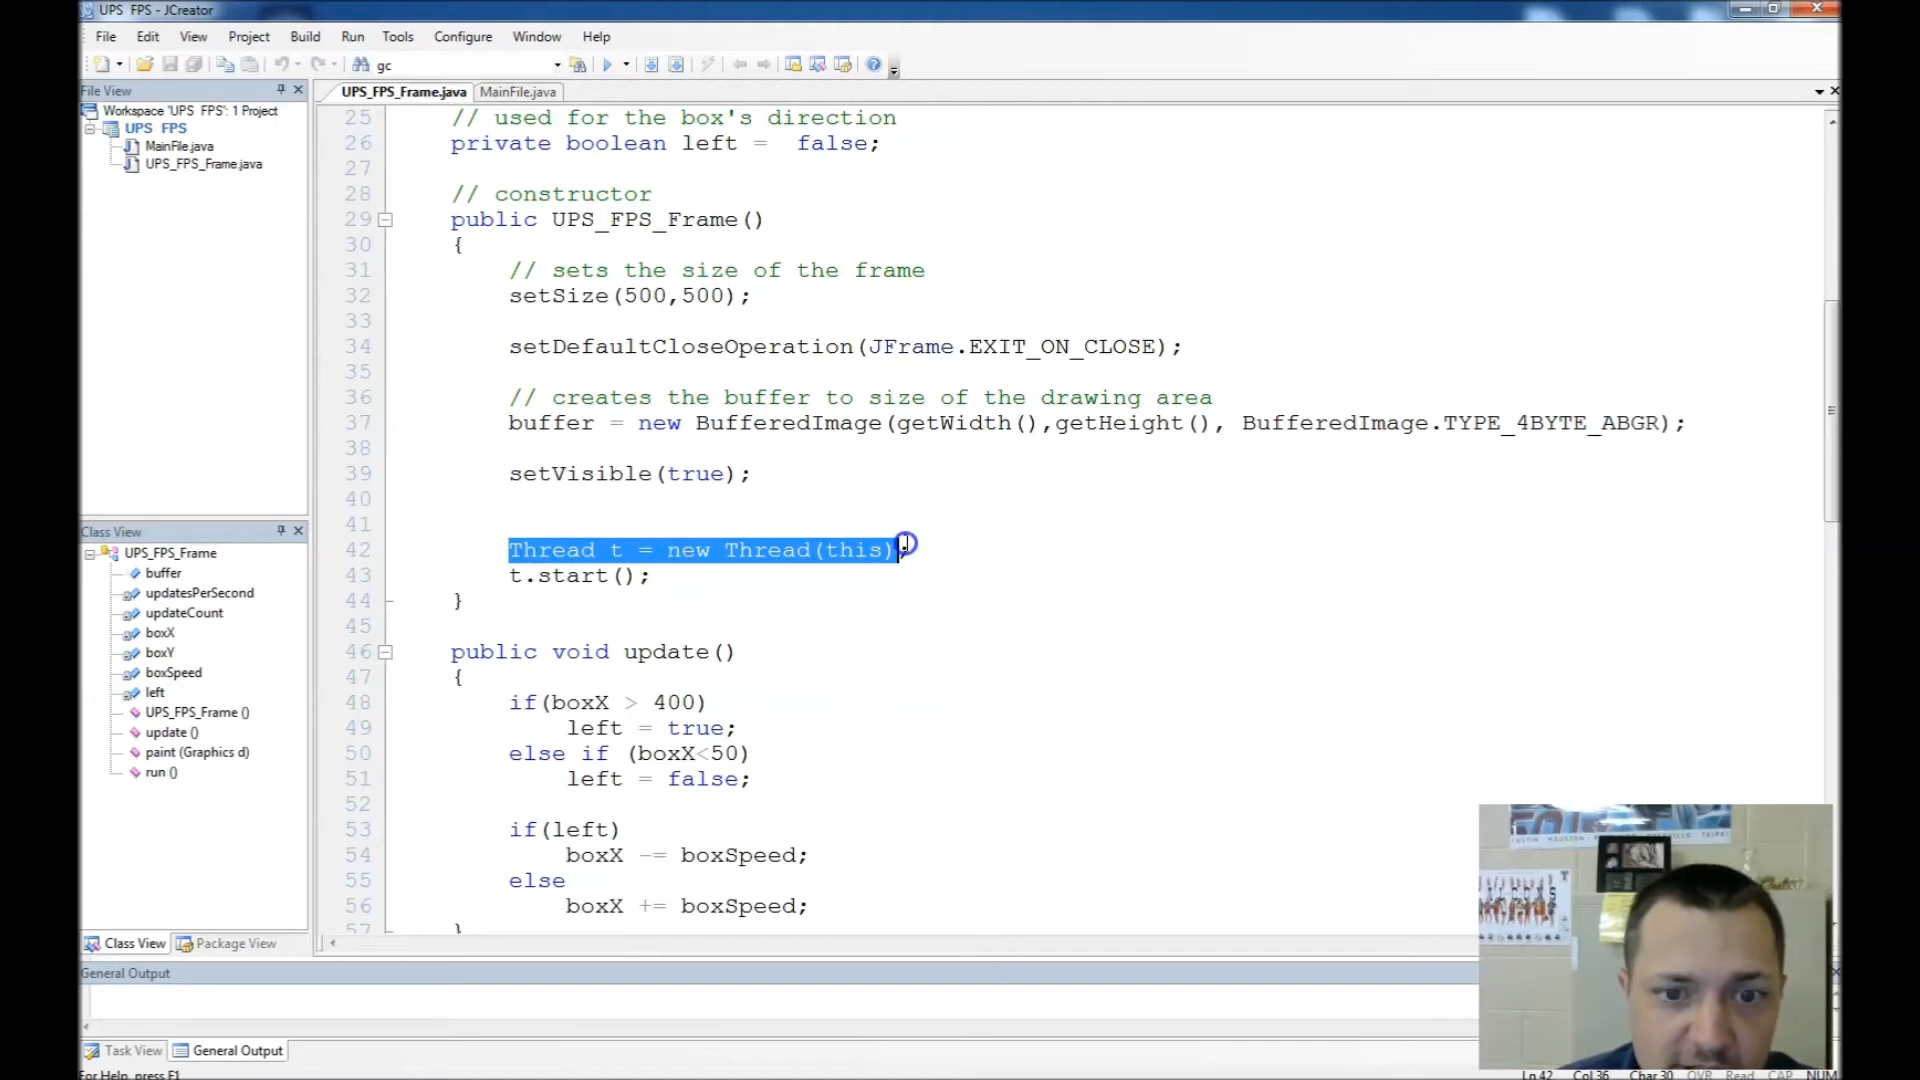 UPS FPS - JCreator
File Edit View Project Build Run Tools Configure Window Help
gc
File View
UPS_FPS_Frame.java MainFile.java
Workspace 'UPS FPS': 1 Project
UPS FPS
MainFile.java
UPS_FPS_Frame.java
25 // used for the box's direction
26 private boolean left = false;
27
28 // constructor
29 public UPS_FPS_Frame()
30 {
31 // sets the size of the frame
32 setSize(500,500);
33
34 setDefaultCloseOperation(JFrame.EXIT_ON_CLOSE);
35
36 // creates the buffer to size of the drawing area
37 buffer = new BufferedImage(getWidth(),getHeight(), BufferedImage.TYPE_4BYTE_ABGR);
38
39 setVisible(true);
40
41
42 Thread t = new Thread(this);
43 t.start();
44 }
45
46 public void update()
47 {
48 if(boxX > 400)
49 left = true;
50 else if (boxX<50)
51 left = false;
52
53 if(left)
54 boxX -= boxSpeed;
55 else
56 boxX += boxSpeed;
57 }
Class View
UPS_FPS_Frame
buffer
updatesPerSecond
updateCount
boxX
boxY
boxSpeed
left
UPS_FPS_Frame ()
update ()
paint (Graphics d)
run ()
Class View Package View
General Output
Task View General Output
For Help, press F1
Ln 42 Col 36 Char 30 OVR Read CAP NUM